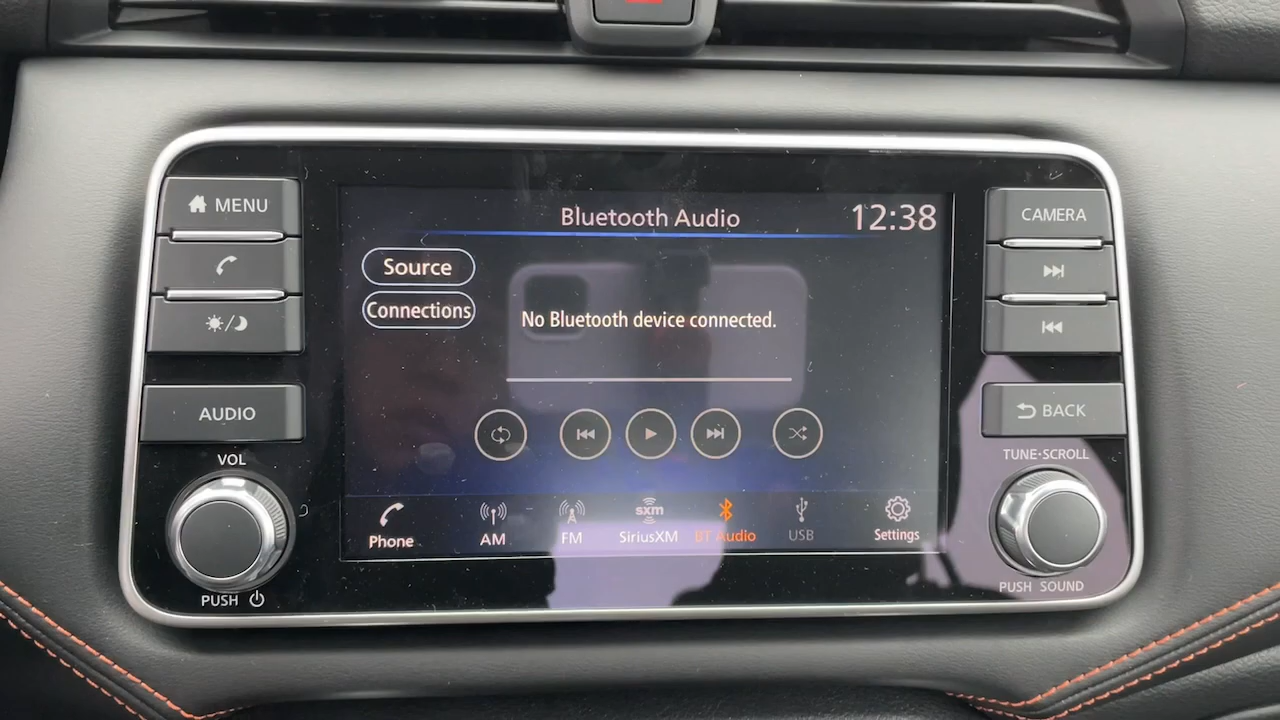 MENU
AUDIO
VOL
PUSH
Bluetooth Audio
12:38
Source
Connections
No Bluetooth device connected.
Phone
AM
FM
sxm
SiriusXM
BT Audio
USB
Settings
CAMERA
BACK
TUNE·SCROLL
PUSH SOUND